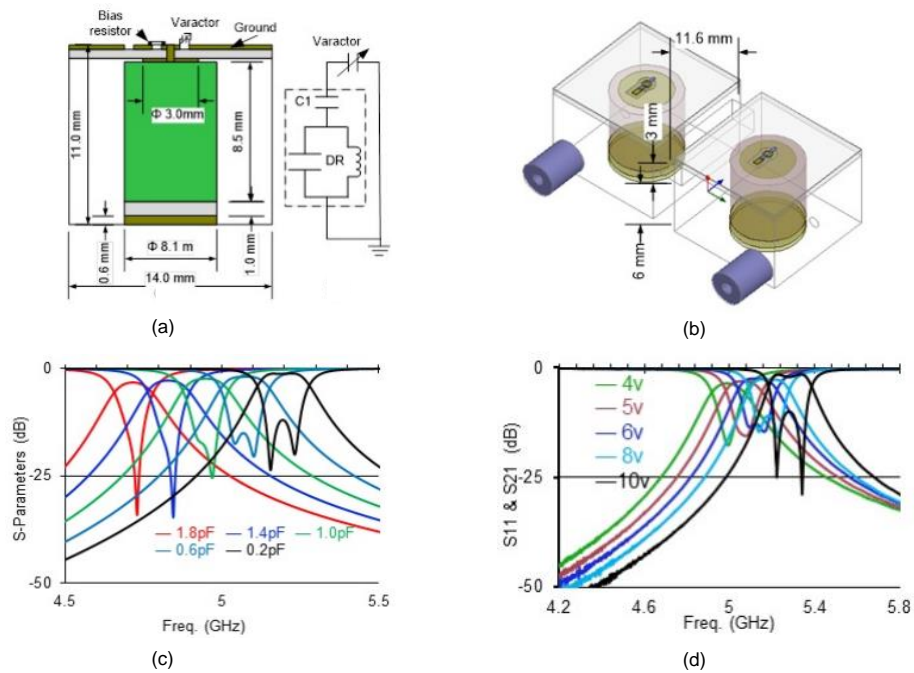 Bias resistor
Varactor
Ground
Varactor
C1
DR
Φ 3.0mm
11.0 mm
8.5 mm
0.6 mm
Φ 8.1 m
1.0 mm
14.0 mm
(a)
11.6 mm
3 mm
6 mm
(b)
S-Parameters (dB)
0
-25
-50
1.8pF 1.4pF 1.0pF
0.6pF 0.2pF
4.5 5 5.5
Freq. (GHz)
(c)
S11 & S21 (dB)
0
-25
-50
4v
5v
6v
8v
10v
4.2 4.6 5 5.4 5.8
Freq. (GHz)
(d)